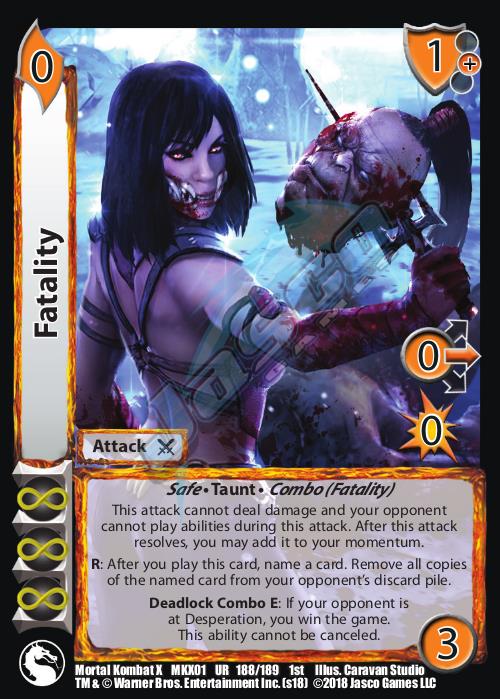 0
1
+
Fatality
0
0
Attack
Safe • Taunt • Combo (Fatality)
This attack cannot deal damage and your opponent
cannot play abilities during this attack. After this attack
resolves, you may add it to your momentum.
R: After you play this card, name a card. Remove all copies
of the named card from your opponent's discard pile.
Deadlock Combo E: If your opponent is
at Desperation, you win the game.
This ability cannot be canceled.
3
Mortal Kombat X MKX01 UR 188/189 1st Illus. Caravan Studio
TM & © Warner Bros. Entertainment Inc. (s18) ©2018 Jasco Games LLC